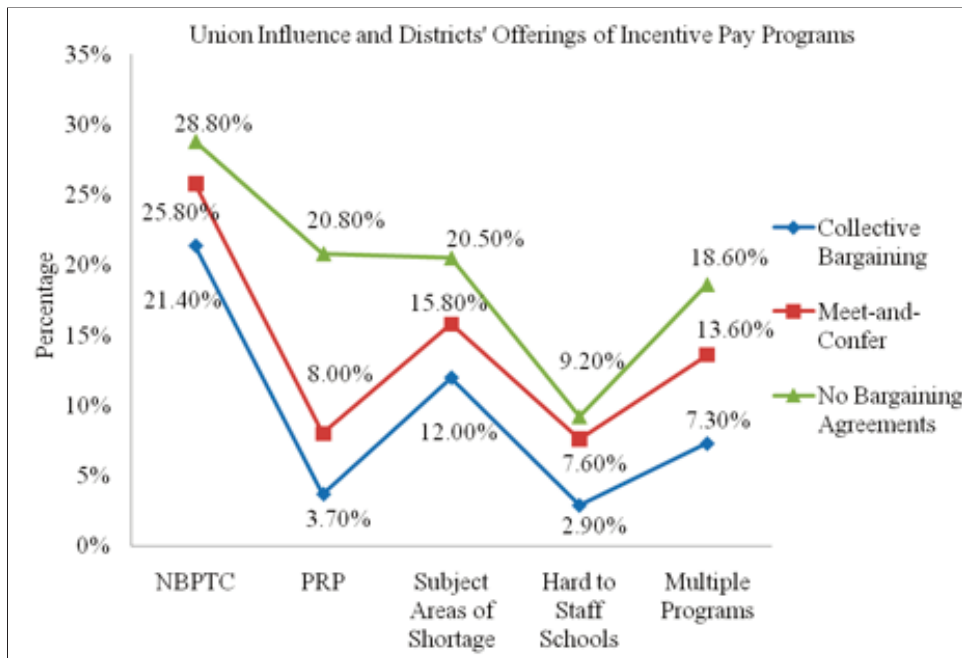 Union Influence and Districts' Offerings of Incentive Pay Programs
35%
30%
25%
20%
15%
10%
5%
0%
Percentage
28.80%
25.80%
21.40%
20.80%
8.00%
3.70%
20.50%
15.80%
12.00%
9.20%
7.60%
2.90%
18.60%
13.60%
7.30%
NBPTC
PRP
Subject
Areas of
Shortage
Hard to
Staff
Schools
Multiple
Programs
Collective
Bargaining
Meet-and-
Confer
No Bargaining
Agreements